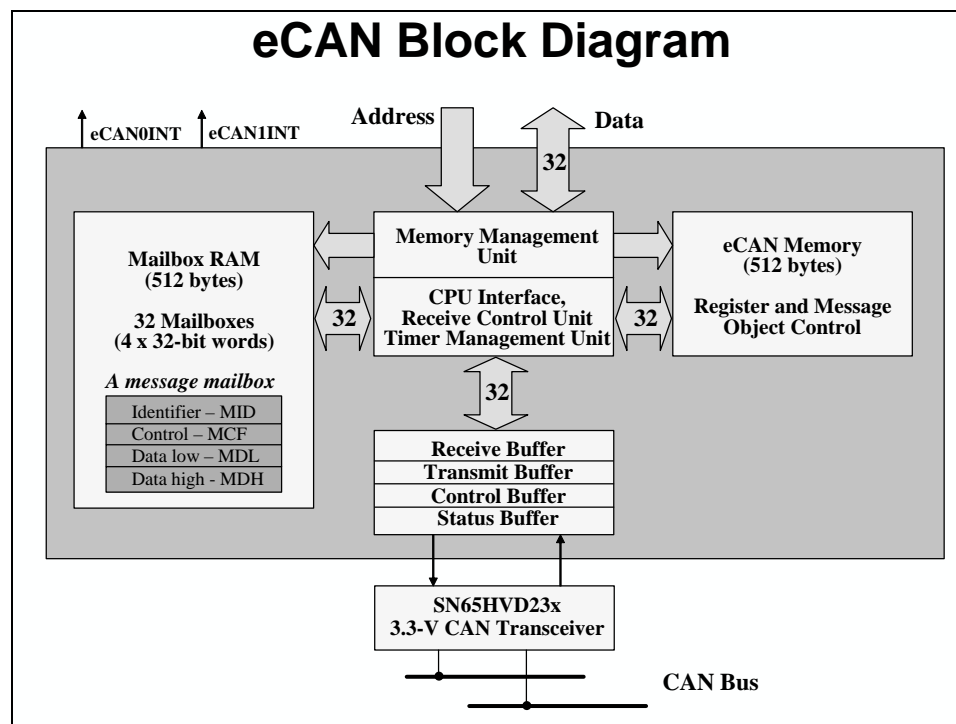 eCAN Block Diagram
eCAN0INT
eCAN1INT
Address
Data
32
Mailbox RAM
(512 bytes)
32 Mailboxes
(4 x 32-bit words)
A message mailbox
Identifier – MID
Control – MCF
Data low – MDL
Data high - MDH
32
Memory Management
Unit
CPU Interface,
Receive Control Unit
Timer Management Unit
32
eCAN Memory
(512 bytes)
Register and Message
Object Control
32
Receive Buffer
Transmit Buffer
Control Buffer
Status Buffer
SN65HVD23x
3.3-V CAN Transceiver
CAN Bus